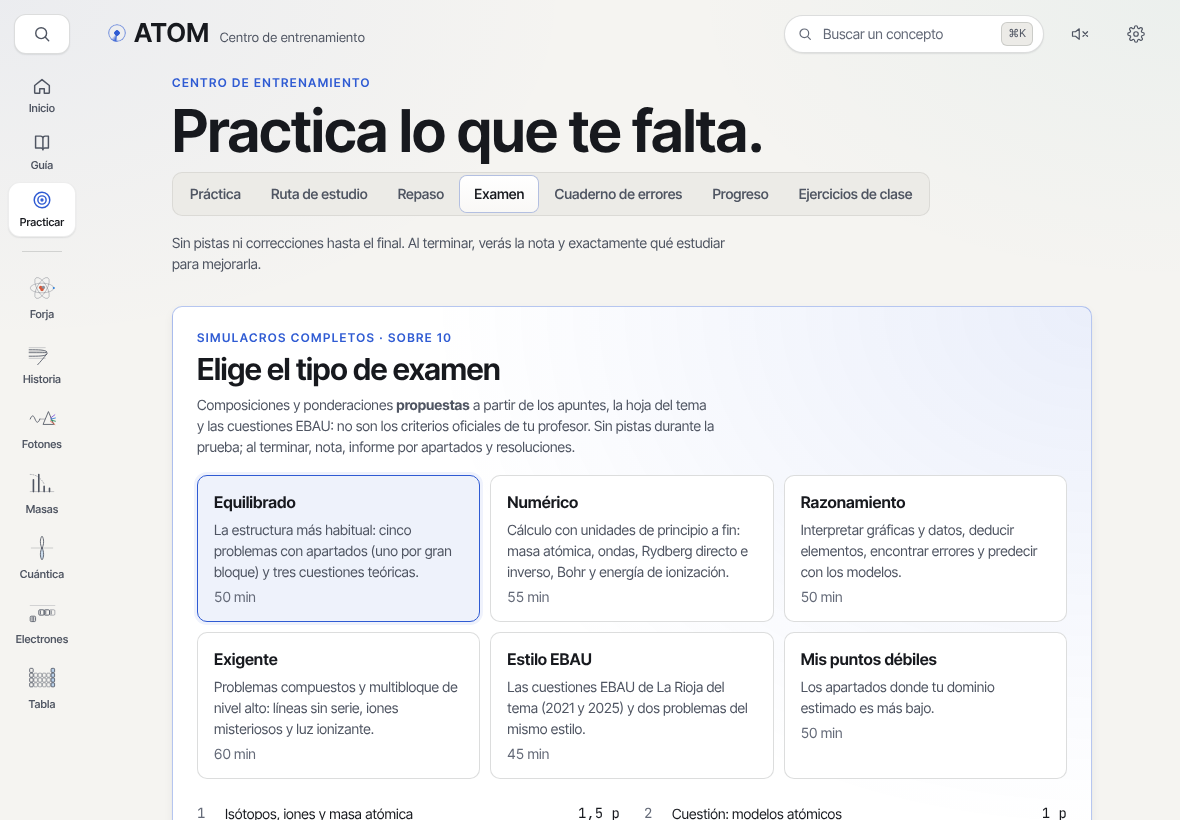 ATOM Centro de entrenamiento
Buscar un concepto ⌘K
Inicio
Guía
Practicar
Forja
Historia
Fotones
Masas
Cuántica
Electrones
Tabla
CENTRO DE ENTRENAMIENTO
Practica lo que te falta.
Práctica Ruta de estudio Repaso Examen Cuaderno de errores Progreso Ejercicios de clase
Sin pistas ni correcciones hasta el final. Al terminar, verás la nota y exactamente qué estudiar
para mejorarla.
SIMULACROS COMPLETOS · SOBRE 10
Elige el tipo de examen
Composiciones y ponderaciones propuestas a partir de los apuntes, la hoja del tema
y las cuestiones EBAU: no son los criterios oficiales de tu profesor. Sin pistas durante la
prueba; al terminar, nota, informe por apartados y resoluciones.
Equilibrado
La estructura más habitual: cinco
problemas con apartados (uno por gran
bloque) y tres cuestiones teóricas.
50 min
Numérico
Cálculo con unidades de principio a fin:
masa atómica, ondas, Rydberg directo e
inverso, Bohr y energía de ionización.
55 min
Razonamiento
Interpretar gráficas y datos, deducir
elementos, encontrar errores y predecir
con los modelos.
50 min
Exigente
Problemas compuestos y multibloque de
nivel alto: líneas sin serie, iones
misteriosos y luz ionizante.
60 min
Estilo EBAU
Las cuestiones EBAU de La Rioja del
tema (2021 y 2025) y dos problemas del
mismo estilo.
45 min
Mis puntos débiles
Los apartados donde tu dominio
estimado es más bajo.
50 min
1 Isótopos, iones y masa atómica 1,5 p 2 Cuestión: modelos atómicos 1 p